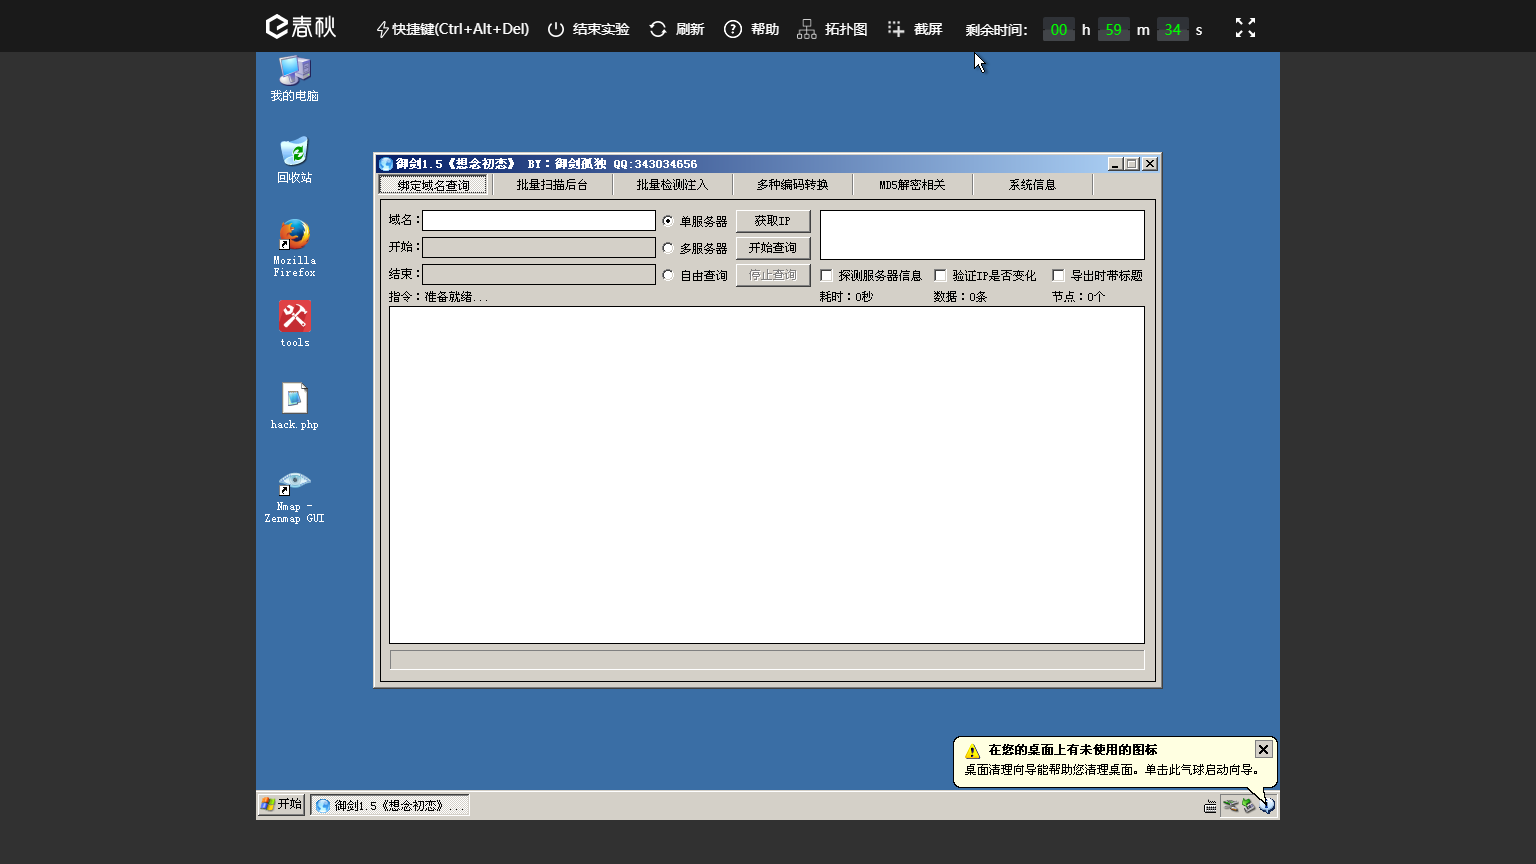 春秋 快捷键(Ctrl+Alt+Del) 结束实验 刷新 帮助 拓扑图 截屏 剩余时间: 00 h 59 m 34 s
我的电脑
回收站
Mozilla
Firefox
tools
hack.php
Nmap -
Zenmap GUI
御剑1.5《想念初恋》 BY：御剑孤独 QQ:343034656
绑定域名查询 批量扫描后台 批量检测注入 多种编码转换 MD5解密相关 系统信息
域名： 单服务器 获取IP
开始： 多服务器 开始查询
结束： 自由查询 停止查询 探测服务器信息 验证IP是否变化 导出时带标题
指令：准备就绪... 耗时：0秒 数据：0条 节点：0个
在您的桌面上有未使用的图标
桌面清理向导能帮助您清理桌面。单击此气球启动向导。
开始 御剑1.5《想念初恋》...